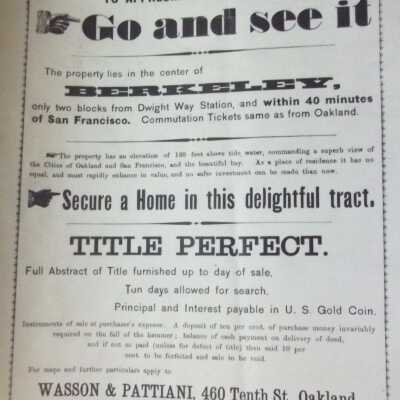 Go and see it
The property lies in the center of
BERKELEY,
only two blocks from Dwight Way Station, and within 40 minutes
of San Francisco. Commutation Tickets same as from Oakland.
The property has an elevation of 180 feet above tide water, commanding a superb view of
the Cities of Oakland and San Francisco, and the beautiful bay. As a place of residence it has no
equal, and must rapidly enhance in value, and no safer investment can be made than now.
Secure a Home in this delightful tract.
TITLE PERFECT.
Full Abstract of Title furnished up to day of sale,
Tun days allowed for search,
Principal and Interest payable in U. S. Gold Coin.
Instruments of sale at purchaser's expense. A deposit of ten per cent. of purchase money invariably
required on the fall of the hammer; balance of cash payment on delivery of deed,
and if not so paid (unless for defect of title) then said 10 per
cent. to be forfeited and sale to be void.
For maps and further particulars apply to
WASSON & PATTIANI, 460 Tenth St., Oakland